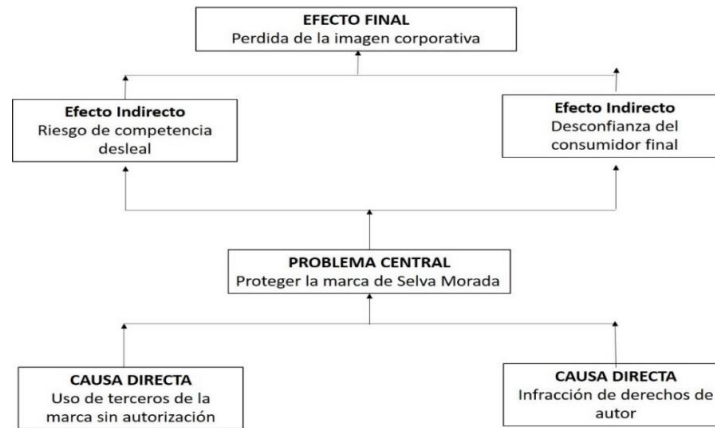 EFECTO FINAL
Perdida de la imagen corporativa
Efecto Indirecto
Riesgo de competencia
desleal
Efecto Indirecto
Desconfianza del
consumidor final
PROBLEMA CENTRAL
Proteger la marca de Selva Morada
CAUSA DIRECTA
Uso de terceros de la
marca sin autorización
CAUSA DIRECTA
Infracción de derechos de
autor